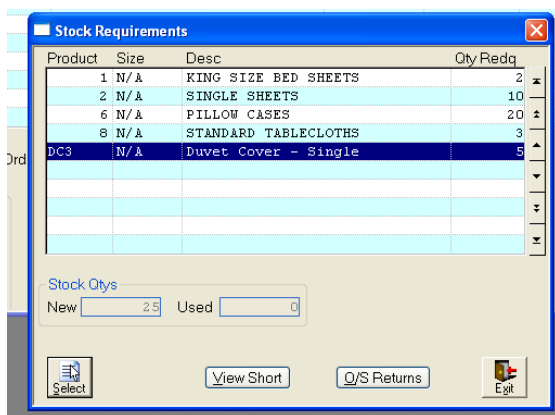 Stock Requirements
Product Size Desc Qty Redq
1 N/A KING SIZE BED SHEETS 2
2 N/A SINGLE SHEETS 10
6 N/A PILLOW CASES 20
8 N/A STANDARD TABLECLOTHS 3
Ord
DC3 N/A Duvet Cover - Single 5
Stock Qtys
New 25 Used 0
Select View Short O/S Returns Exit